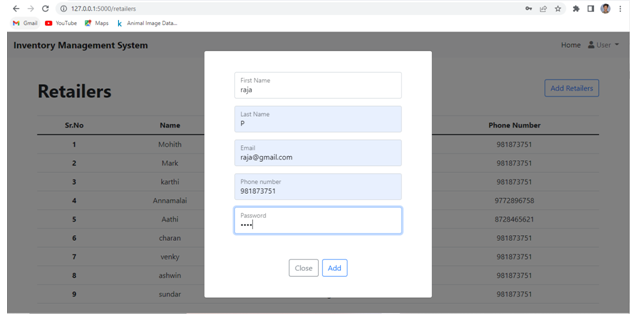 127.0.0.1:5000/retailers
Gmail YouTube Maps Animal Image Data...
Inventory Management System Home User
Retailers Add Retailers
First Name
raja
Last Name
P
Email
raja@gmail.com
Phone number
981873751
Password
••••
Close Add
Sr.No Name Phone Number
1 Mohith 981873751
2 Mark 981873751
3 karthi 981873751
4 Annamalai 9772896758
5 Aathi 8728465621
6 charan 981873751
7 venky 981873751
8 ashwin 981873751
9 sundar 981873751